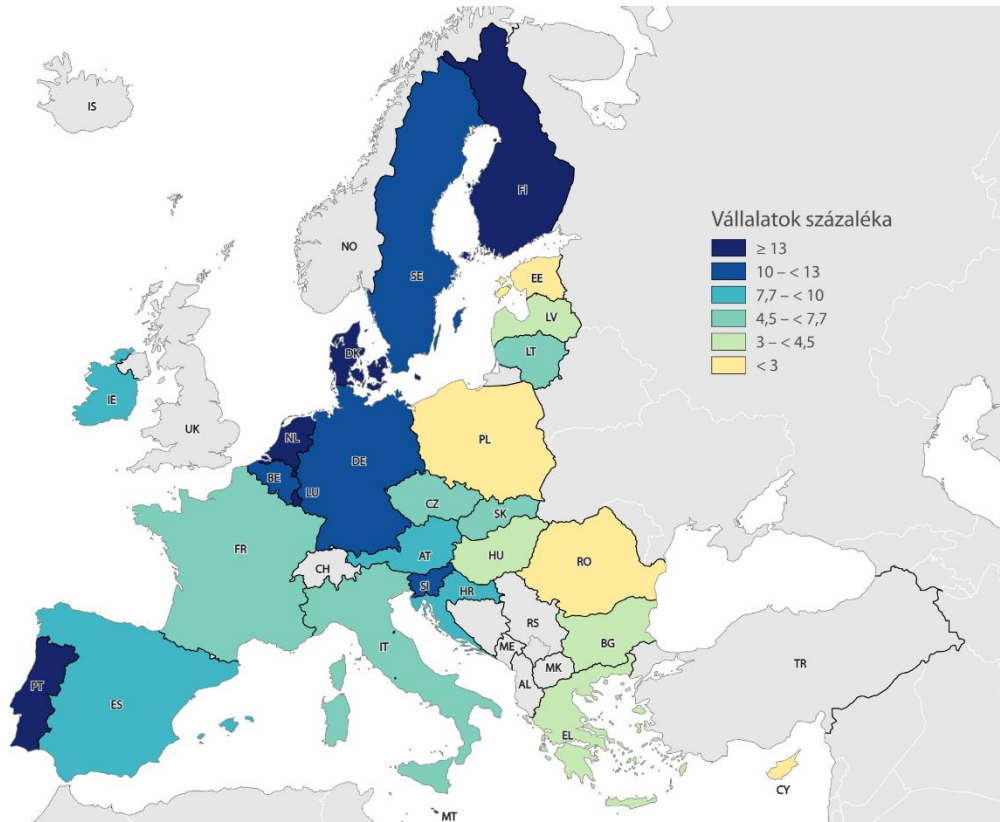 IS
FI
NO
SE
Vállalatok százaléka
≥ 13
10 – < 13
7,7 – < 10
4,5 – < 7,7
3 – < 4,5
< 3
EE
LV
LT
DK
IE
UK
NL
BE
LU
DE
PL
CZ
SK
FR
CH
AT
HU
RO
SI
HR
IT
RS
ME
BG
MK
AL
TR
PT
ES
EL
CY
MT